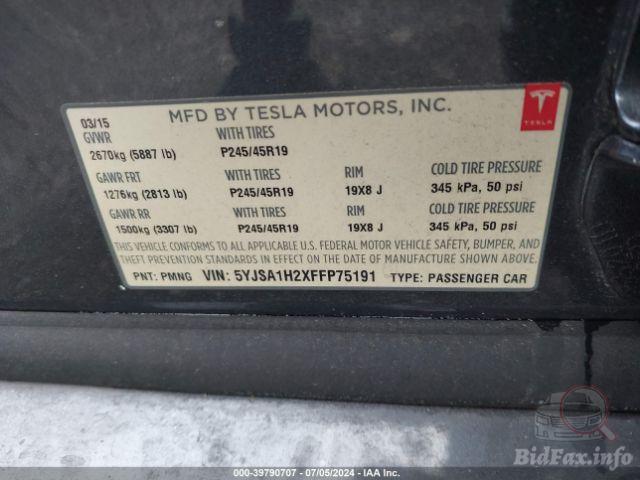 03/15 MFD BY TESLA MOTORS, INC.
GVWR WITH TIRES
2670kg (5887 lb) P245/45R19
GAWR FRT WITH TIRES RIM COLD TIRE PRESSURE
1276kg (2813 lb) P245/45R19 19X8 J 345 kPa, 50 psi
GAWR RR WITH TIRES RIM COLD TIRE PRESSURE
1500kg (3307 lb) P245/45R19 19X8 J 345 kPa, 50 psi
THIS VEHICLE CONFORMS TO ALL APPLICABLE U.S. FEDERAL MOTOR VEHICLE SAFETY, BUMPER, AND
THEFT PREVENTION STANDARDS IN EFFECT ON THE DATE OF MANUFACTURE SHOWN ABOVE.
PNT: PMNG VIN: 5YJSA1H2XFFP75191 TYPE: PASSENGER CAR
TESLA
BidFax.info
000-39790707 - 07/05/2024 - IAA Inc.